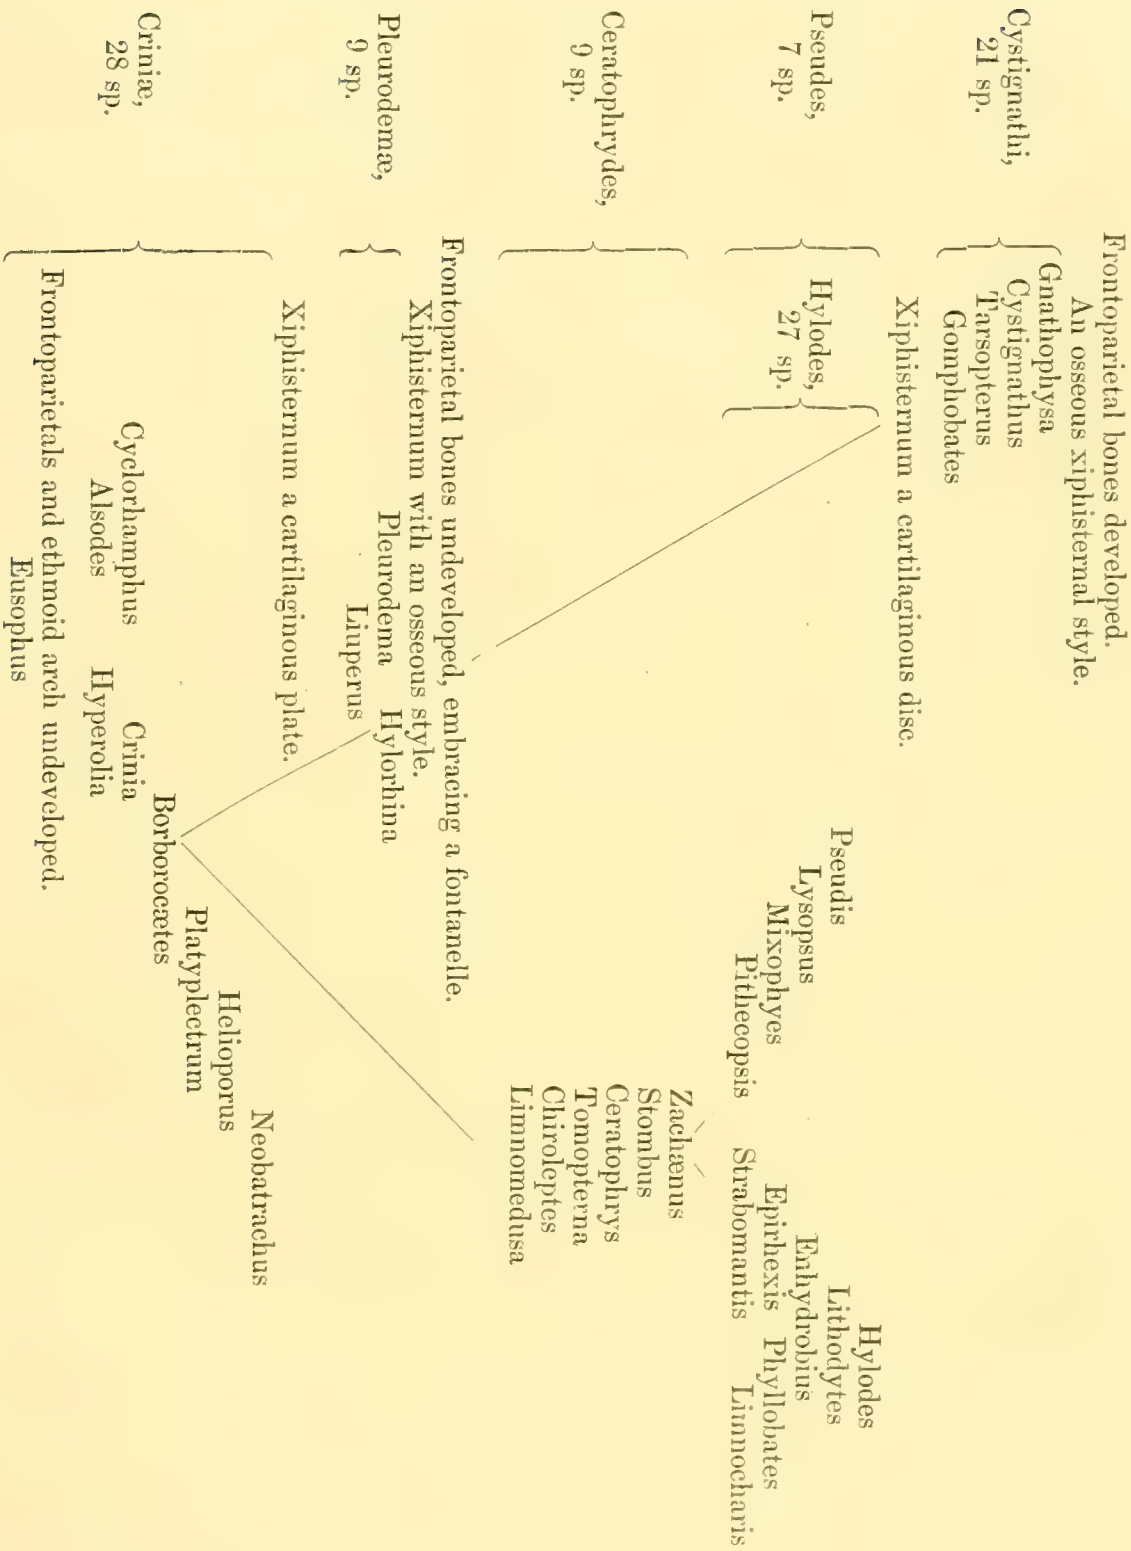 Frontoparietal bones developed.
An osseous xiphisternal style.
Cystignathi,
21 sp.
Gnathophysa
Cystignathus
Tarsopterus
Gomphobates
Xiphisternum a cartilaginous disc.
Pseudes,
7 sp.
Hylodes,
27 sp.
Pseudis
Lysopsus
Mixophyes
Pithecopsis
Hylodes
Lithodytes
Enhydrobius
Epirhexis Phyllobates
Strabomantis Limnocharis
Ceratophrydes,
9 sp.
Zachænus
Stombus
Ceratophrys
Tomopterna
Chiroleptes
Limnomedusa
Frontoparietal bones undeveloped, embracing a fontanelle.
Xiphisternum with an osseous style.
Pleurodemæ,
9 sp.
Pleurodema Hylorhina
Liuperus
Xiphisternum a cartilaginous plate.
Criniæ,
28 sp.
Neobatrachus
Helioporus
Platyplectrum
Borborocætes
Cyclorhamphus Crinia
Alsodes Hyperolia
Frontoparietals and ethmoid arch undeveloped.
Eusophus